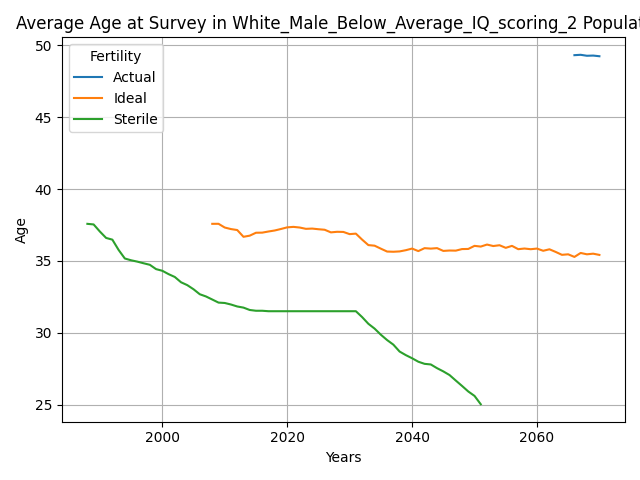 Average Age at Survey in White_Male_Below_Average_IQ_scoring_2 Populat
Fertility
Actual
Ideal
Sterile
50
45
40
35
30
25
Age
2000
2020
2040
2060
Years